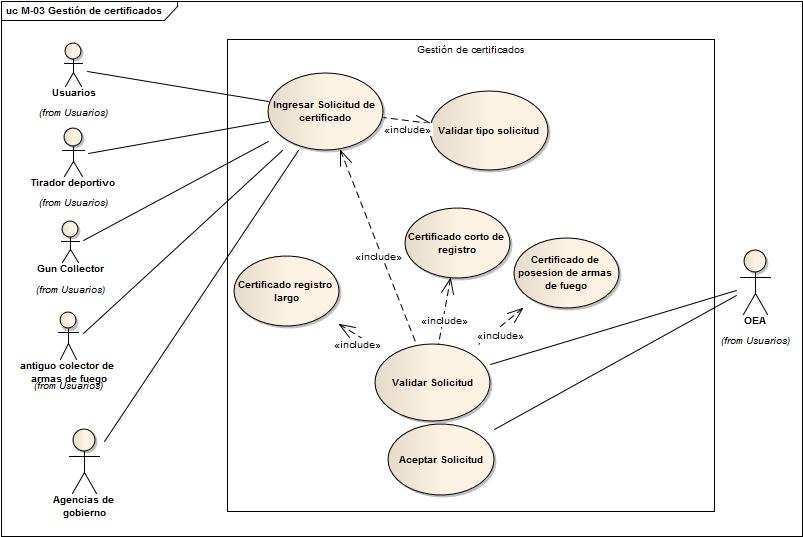 uc M-03 Gestión de certificados
Gestión de certificados
Usuarios
(from Usuarios)
Ingresar Solicitud de
certificado
«include»
Validar tipo solicitud
Tirador deportivo
(from Usuarios)
Gun Collector
(from Usuarios)
«include»
Certificado corto de
registro
Certificado de
posesion de armas
de fuego
Certificado registro
largo
OEA
(from Usuarios)
«include»
«include»
«include»
antiguo colector de
armas de fuego
(from Usuarios)
Validar Solicitud
Aceptar Solicitud
Agencias de
gobierno